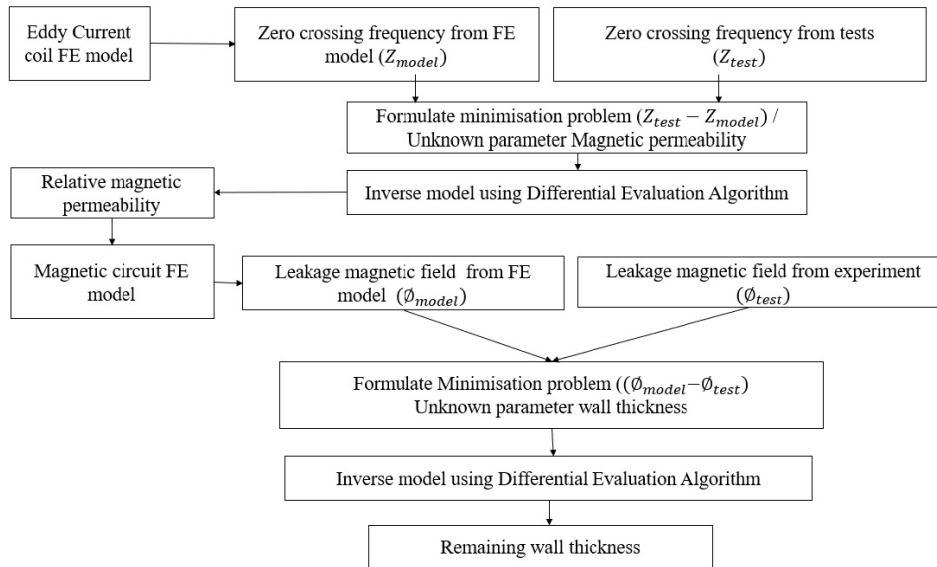 Eddy Current
coil FE model
Zero crossing frequency from FE
model (Z_model)
Zero crossing frequency from tests
(Z_test)
Formulate minimisation problem (Z_test − Z_model) /
Unknown parameter Magnetic permeability
Relative magnetic
permeability
Inverse model using Differential Evaluation Algorithm
Magnetic circuit FE
model
Leakage magnetic field from FE
model (∅_model)
Leakage magnetic field from experiment
(∅_test)
Formulate Minimisation problem ((∅_model−∅_test)
Unknown parameter wall thickness
Inverse model using Differential Evaluation Algorithm
Remaining wall thickness